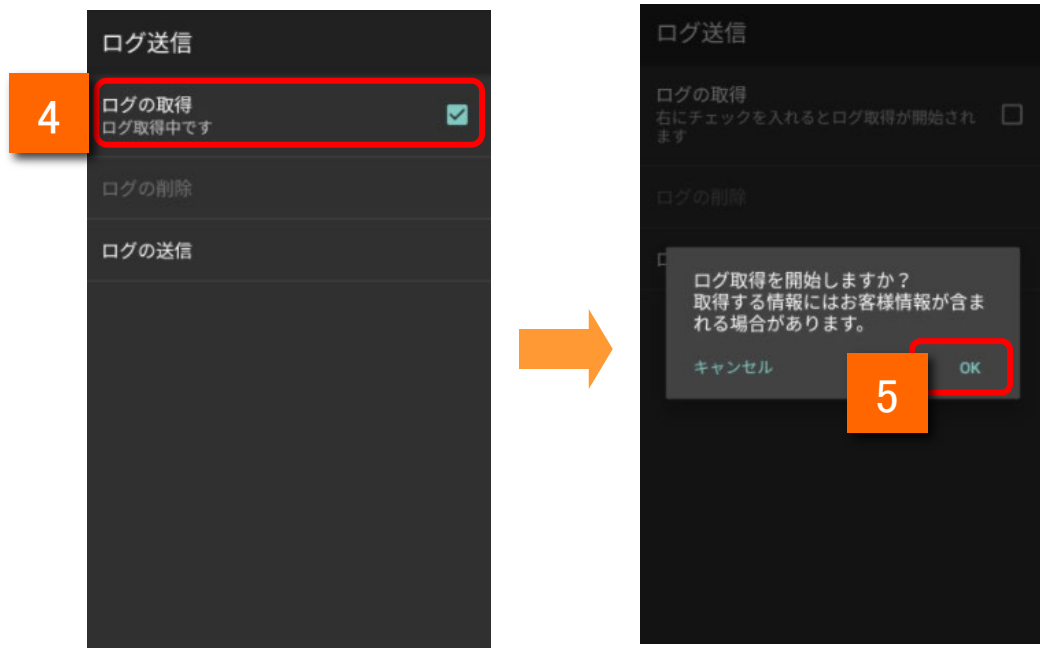 ログ送信
4
ログの取得
ログ取得中です
ログの削除
ログの送信
ログ送信
ログの取得
右にチェックを入れるとログ取得が開始され
ます
ログの削除
ロ
ログ取得を開始しますか？
取得する情報にはお客様情報が含ま
れる場合があります。
キャンセル
OK
5